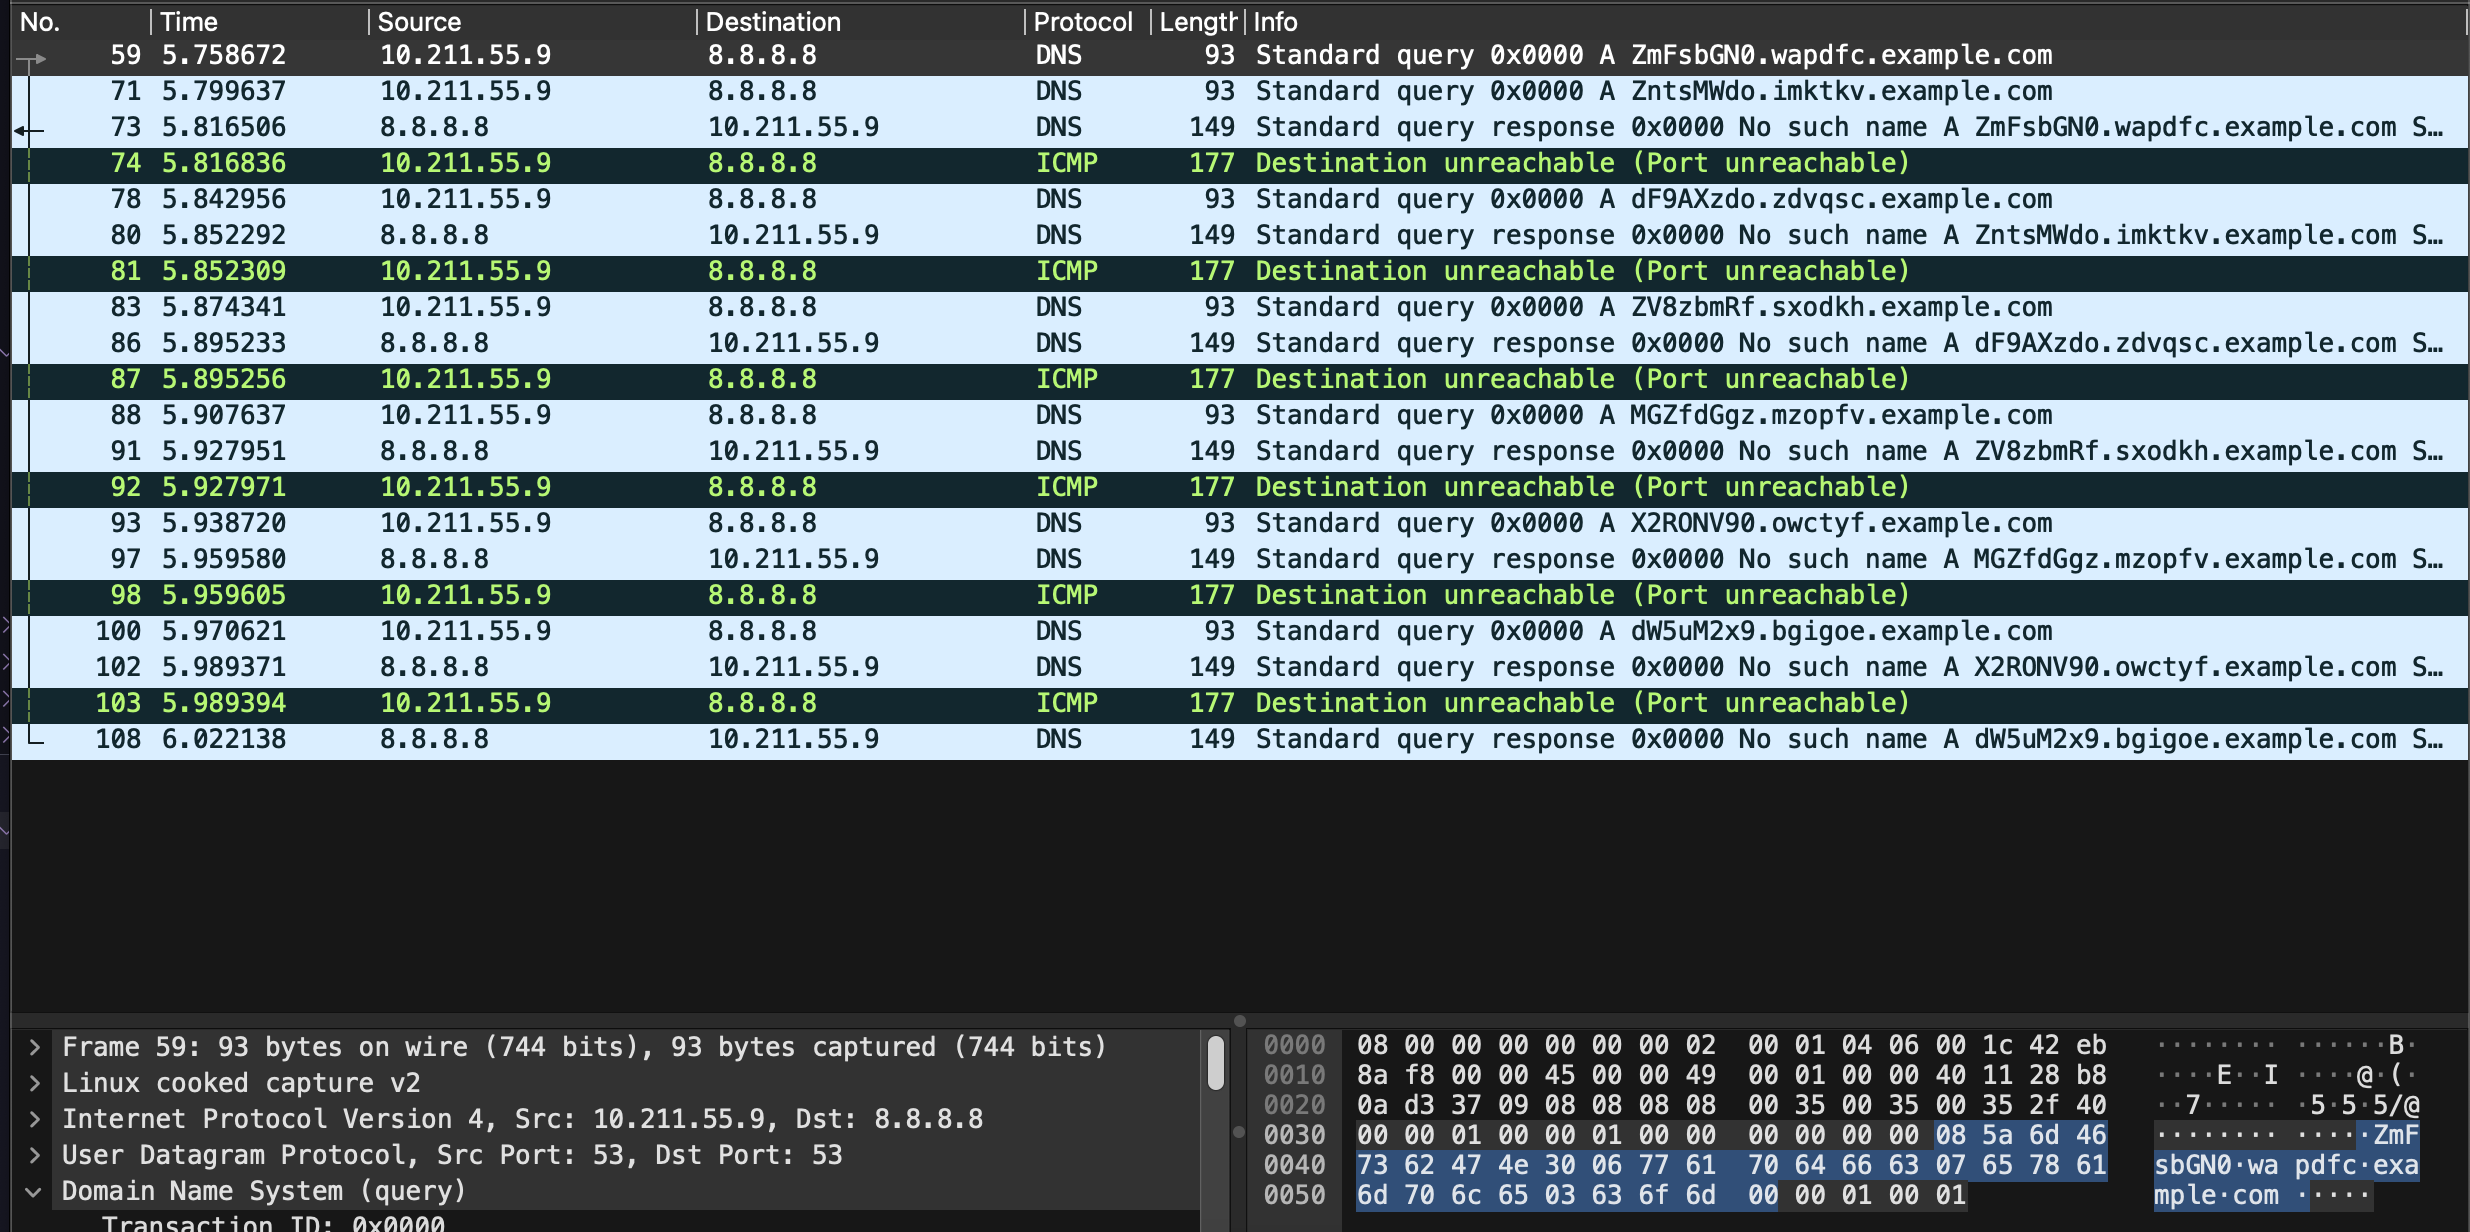 No. Time Source Destination Protocol Length Info
59 5.758672 10.211.55.9 8.8.8.8 DNS 93 Standard query 0x0000 A ZmFsbGN0.wapdfc.example.com
71 5.799637 10.211.55.9 8.8.8.8 DNS 93 Standard query 0x0000 A ZntsMWdo.imktkv.example.com
73 5.816506 8.8.8.8 10.211.55.9 DNS 149 Standard query response 0x0000 No such name A ZmFsbGN0.wapdfc.example.com S…
74 5.816836 10.211.55.9 8.8.8.8 ICMP 177 Destination unreachable (Port unreachable)
78 5.842956 10.211.55.9 8.8.8.8 DNS 93 Standard query 0x0000 A dF9AXzdo.zdvqsc.example.com
80 5.852292 8.8.8.8 10.211.55.9 DNS 149 Standard query response 0x0000 No such name A ZntsMWdo.imktkv.example.com S…
81 5.852309 10.211.55.9 8.8.8.8 ICMP 177 Destination unreachable (Port unreachable)
83 5.874341 10.211.55.9 8.8.8.8 DNS 93 Standard query 0x0000 A ZV8zbmRf.sxodkh.example.com
86 5.895233 8.8.8.8 10.211.55.9 DNS 149 Standard query response 0x0000 No such name A dF9AXzdo.zdvqsc.example.com S…
87 5.895256 10.211.55.9 8.8.8.8 ICMP 177 Destination unreachable (Port unreachable)
88 5.907637 10.211.55.9 8.8.8.8 DNS 93 Standard query 0x0000 A MGZfdGgz.mzopfv.example.com
91 5.927951 8.8.8.8 10.211.55.9 DNS 149 Standard query response 0x0000 No such name A ZV8zbmRf.sxodkh.example.com S…
92 5.927971 10.211.55.9 8.8.8.8 ICMP 177 Destination unreachable (Port unreachable)
93 5.938720 10.211.55.9 8.8.8.8 DNS 93 Standard query 0x0000 A X2RONV90.owctyf.example.com
97 5.959580 8.8.8.8 10.211.55.9 DNS 149 Standard query response 0x0000 No such name A MGZfdGgz.mzopfv.example.com S…
98 5.959605 10.211.55.9 8.8.8.8 ICMP 177 Destination unreachable (Port unreachable)
100 5.970621 10.211.55.9 8.8.8.8 DNS 93 Standard query 0x0000 A dW5uM2x9.bgigoe.example.com
102 5.989371 8.8.8.8 10.211.55.9 DNS 149 Standard query response 0x0000 No such name A X2RONV90.owctyf.example.com S…
103 5.989394 10.211.55.9 8.8.8.8 ICMP 177 Destination unreachable (Port unreachable)
108 6.022138 8.8.8.8 10.211.55.9 DNS 149 Standard query response 0x0000 No such name A dW5uM2x9.bgigoe.example.com S…
Frame 59: 93 bytes on wire (744 bits), 93 bytes captured (744 bits)
Linux cooked capture v2
Internet Protocol Version 4, Src: 10.211.55.9, Dst: 8.8.8.8
User Datagram Protocol, Src Port: 53, Dst Port: 53
Domain Name System (query)
Transaction ID: 0x0000
0000 08 00 00 00 00 00 00 02 00 01 04 06 00 1c 42 eb ········ ······B·
0010 8a f8 00 00 45 00 00 49 00 01 00 00 40 11 28 b8 ····E··I ····@·(·
0020 0a d3 37 09 08 08 08 08 00 35 00 35 00 35 2f 40 ··7····· ·5·5·5/@
0030 00 00 01 00 00 01 00 00 00 00 00 00 08 5a 6d 46 ········ ·····ZmF
0040 73 62 47 4e 30 06 77 61 70 64 66 63 07 65 78 61 sbGN0·wa pdfc·exa
0050 6d 70 6c 65 03 63 6f 6d 00 00 01 00 01 mple·com ·····